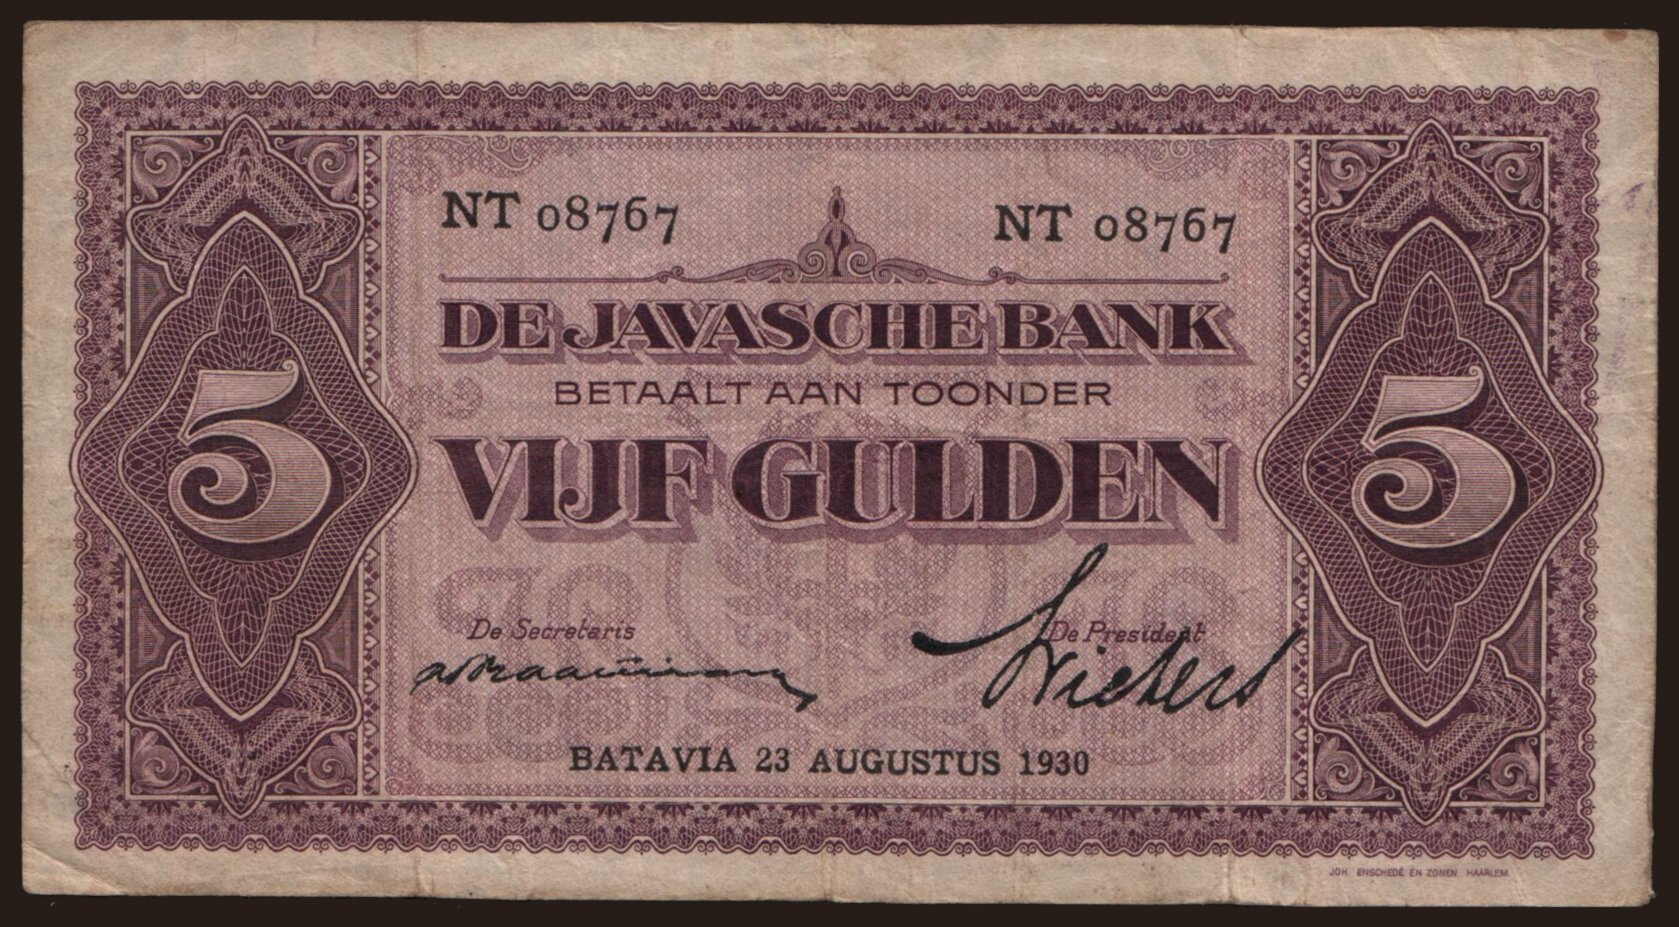 NT 08767 NT 08767
DE JAVASCHE BANK
BETAALT AAN TOONDER
VIJF GULDEN
5 5
De Secretaris De President
BATAVIA 23 AUGUSTUS 1930
JOH. ENSCHEDÉ EN ZONEN HAARLEM